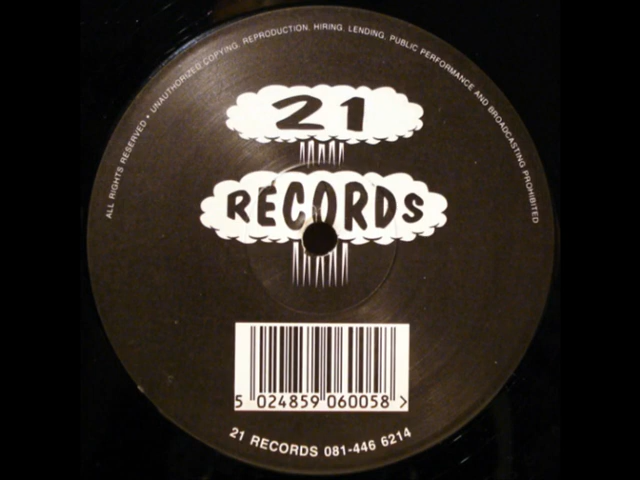 ALL RIGHTS RESERVED • UNAUTHORIZED COPYING, REPRODUCTION, HIRING, LENDING, PUBLIC PERFORMANCE AND BROADCASTING PROHIBITED
21
RECORDS
5 024859 060058 >
21 RECORDS 081-446 6214